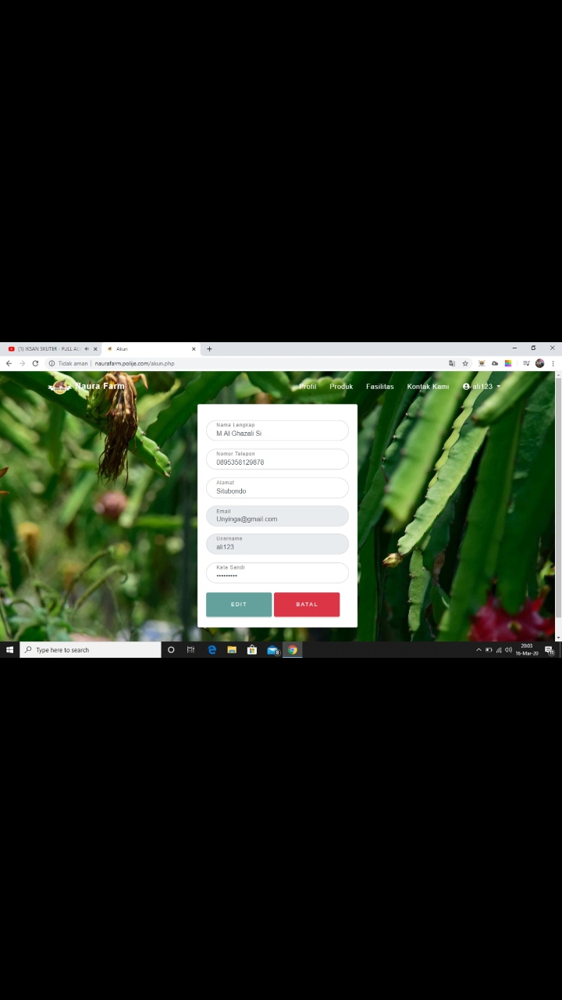 (1) IKSAN SKUTER - FULL AL
Akun
Tidak aman
naurafarm.polije.com/akun.php
Naura Farm
Profil
Produk
Fasilitas
Kontak Kami
ali123
Nama Lengkap
M Al Ghazali Si
Nomor Telepon
0895358129878
Alamat
Situbondo
Email
Unyinga@gmail.com
Username
ali123
Kata Sandi
•••••••••
EDIT
BATAL
Type here to search
20:03
16-Mar-20